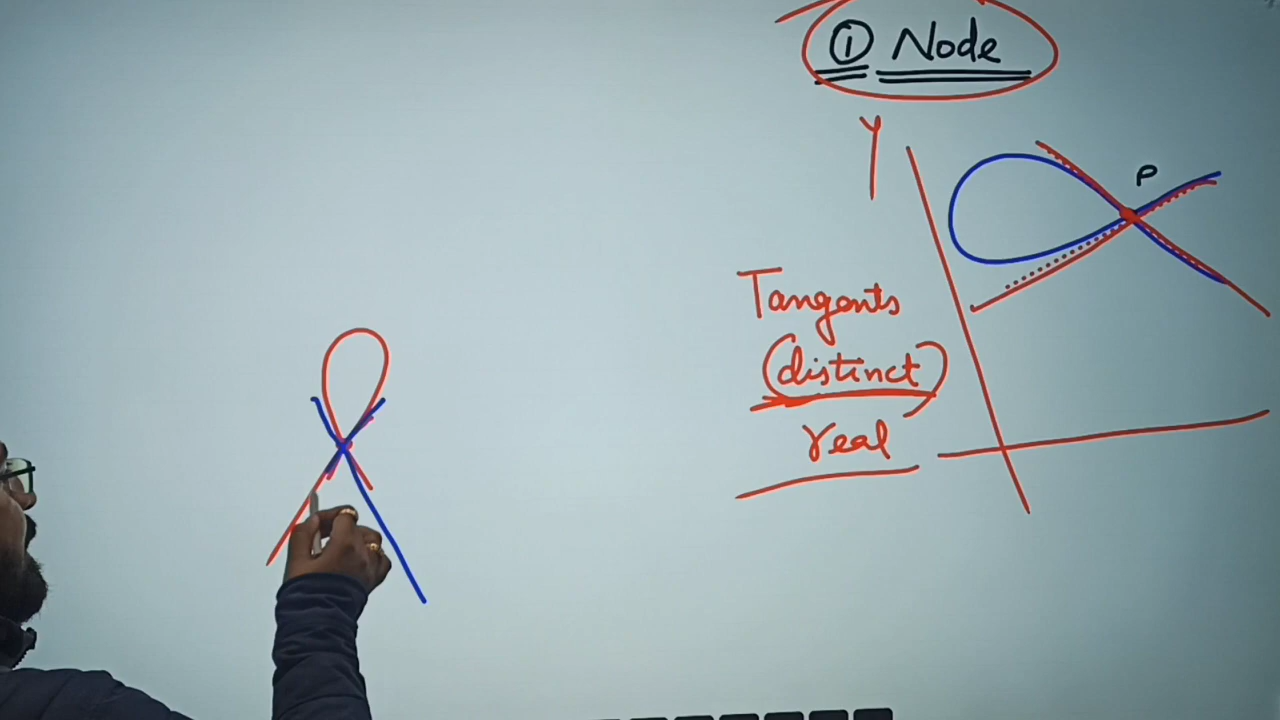 ① Node
Y
P
Tangents
(distinct)
real